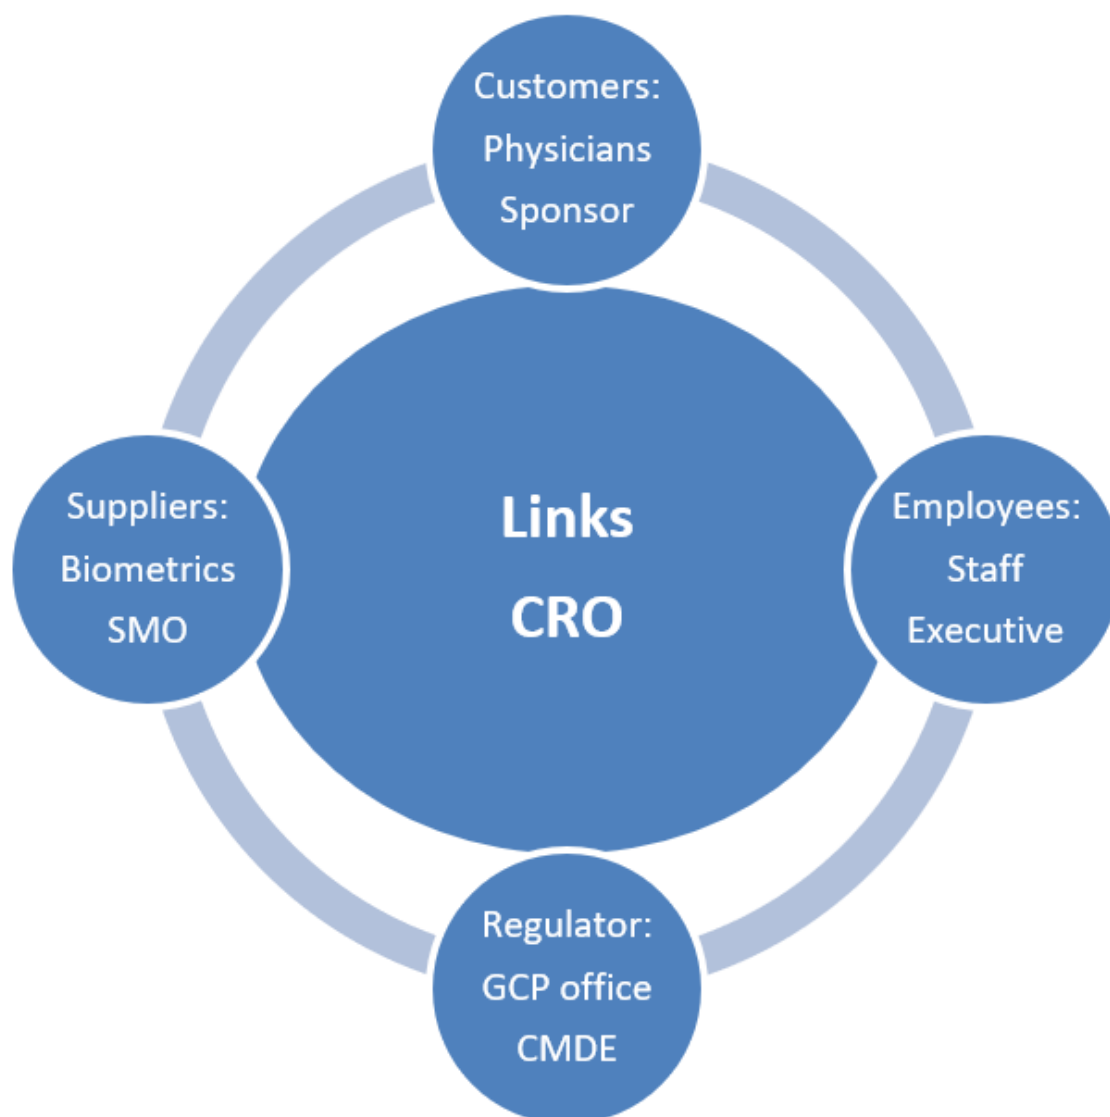 Customers:
Physicians
Sponsor
Suppliers:
Biometrics
SMO
Links
CRO
Employees:
Staff
Executive
Regulator:
GCP office
CMDE